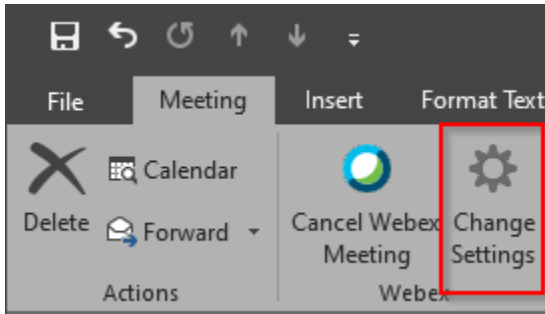 File Meeting Insert Format Text
Calendar
Delete Forward
Cancel Webex Meeting
Change Settings
Actions Webex